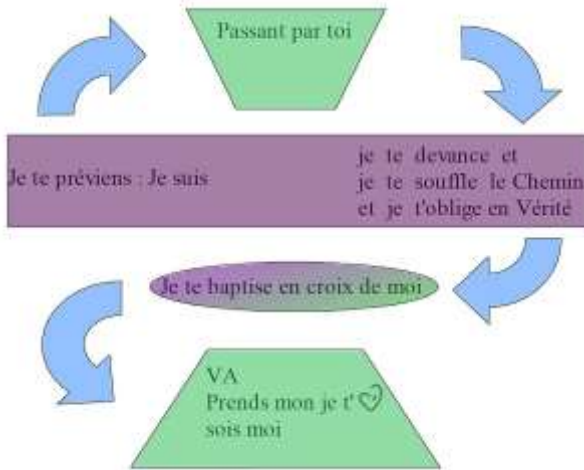 Passant par toi
Je te préviens : Je suis
je te devance et
je te souffle le Chemin
et je t'oblige en Vérité
Je te baptise en croix de moi
VA
Prends mon je t'♡
sois moi